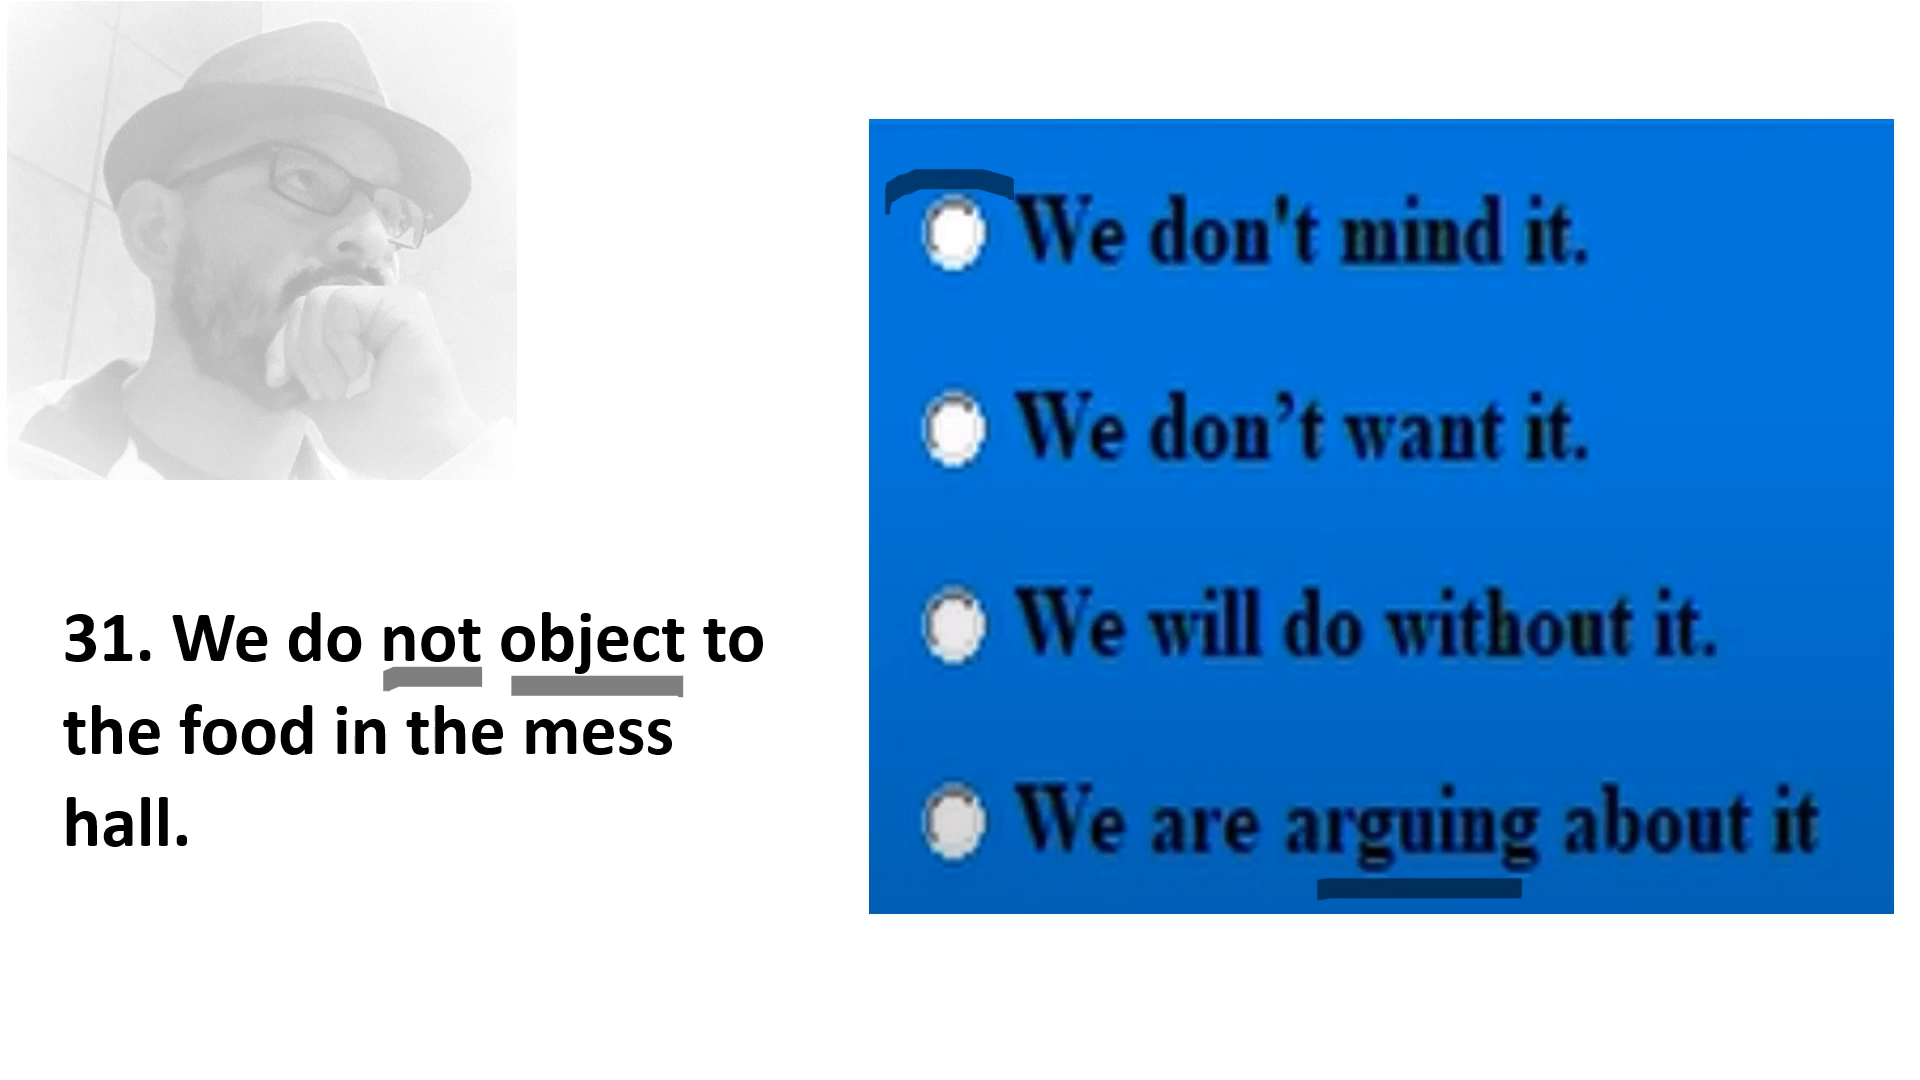 31. We do not object to
the food in the mess
hall.
We don't mind it.
We don’t want it.
We will do without it.
We are arguing about it